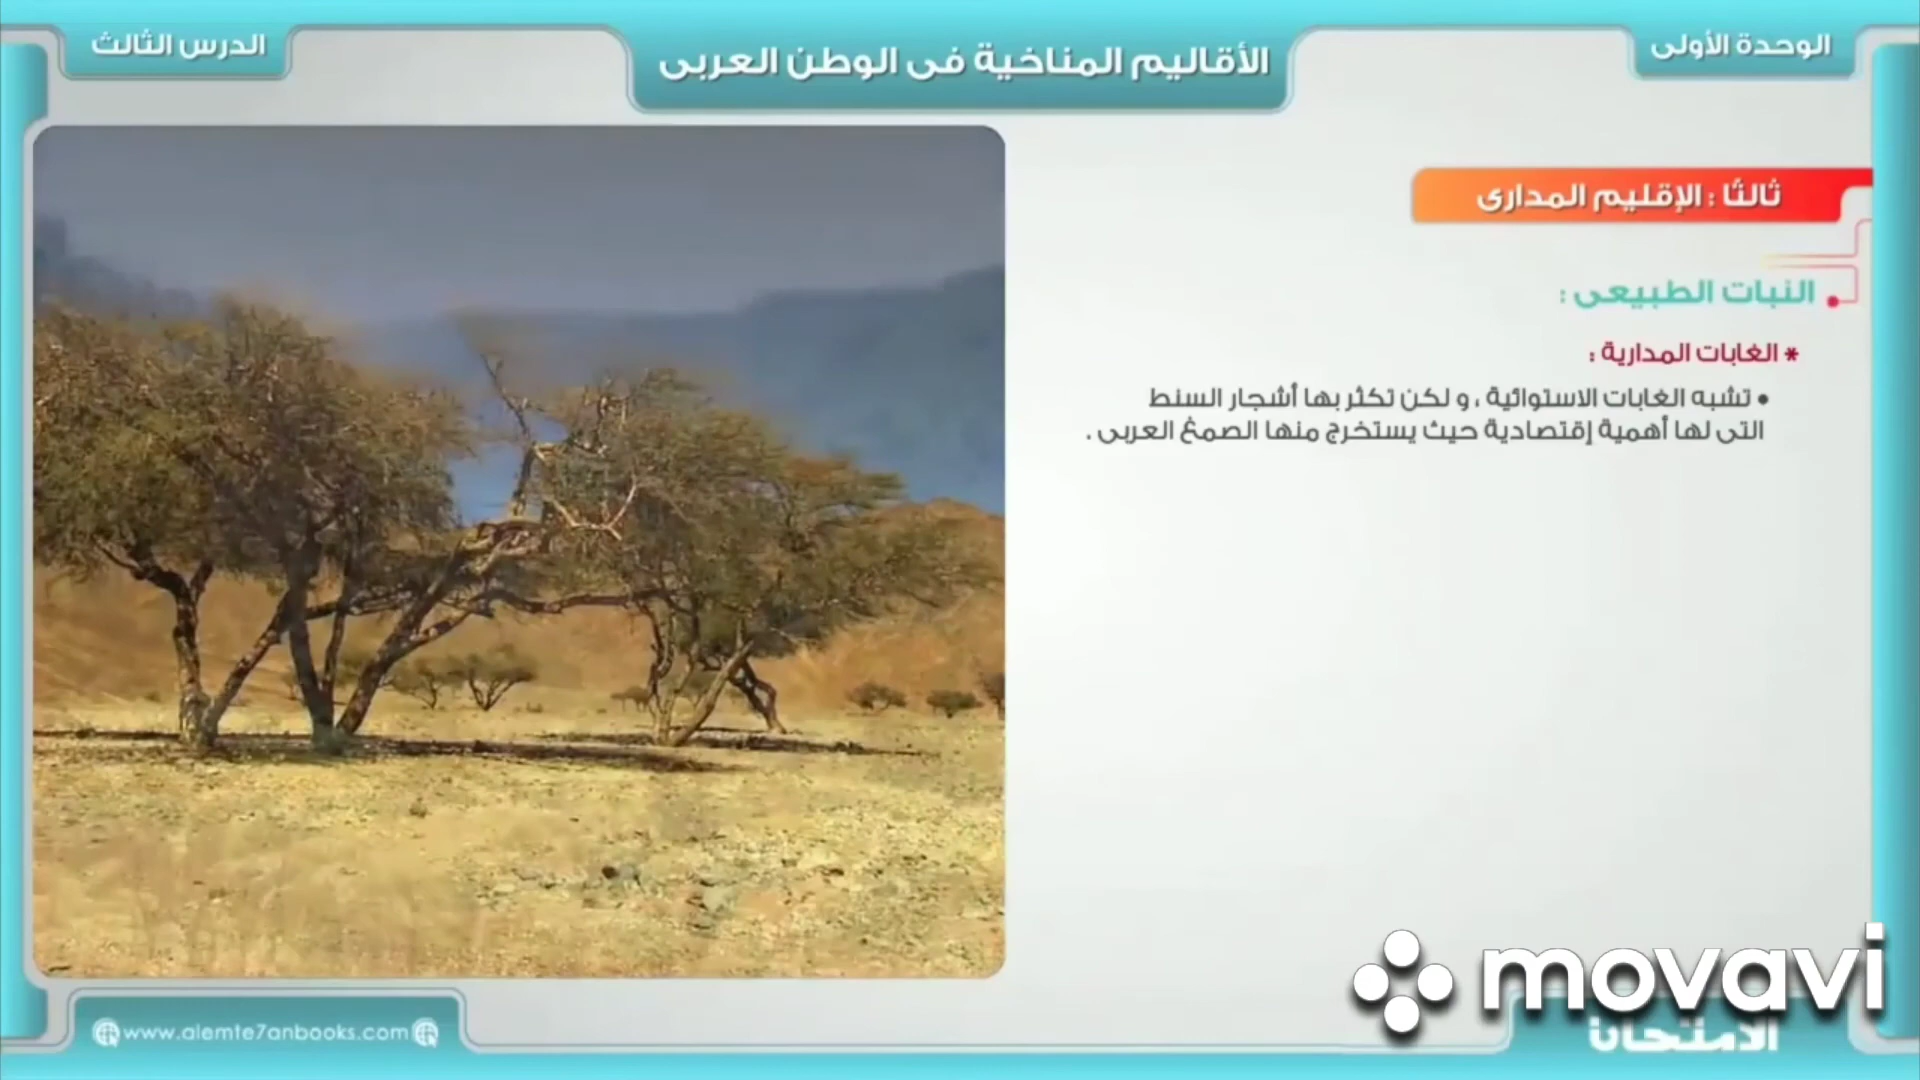 الوحدة الأولى
الأقاليم المناخية فى الوطن العربى
الدرس الثالث
ثالثًا : الإقليم المدارى
النبات الطبيعى :
* الغابات المدارية :
• تشبه الغابات الاستوائية ، و لكن تكثر بها أشجار السنط
التى لها أهمية إقتصادية حيث يستخرج منها الصمغ العربى .
movavi
الامتحان
www.alemte7anbooks.com